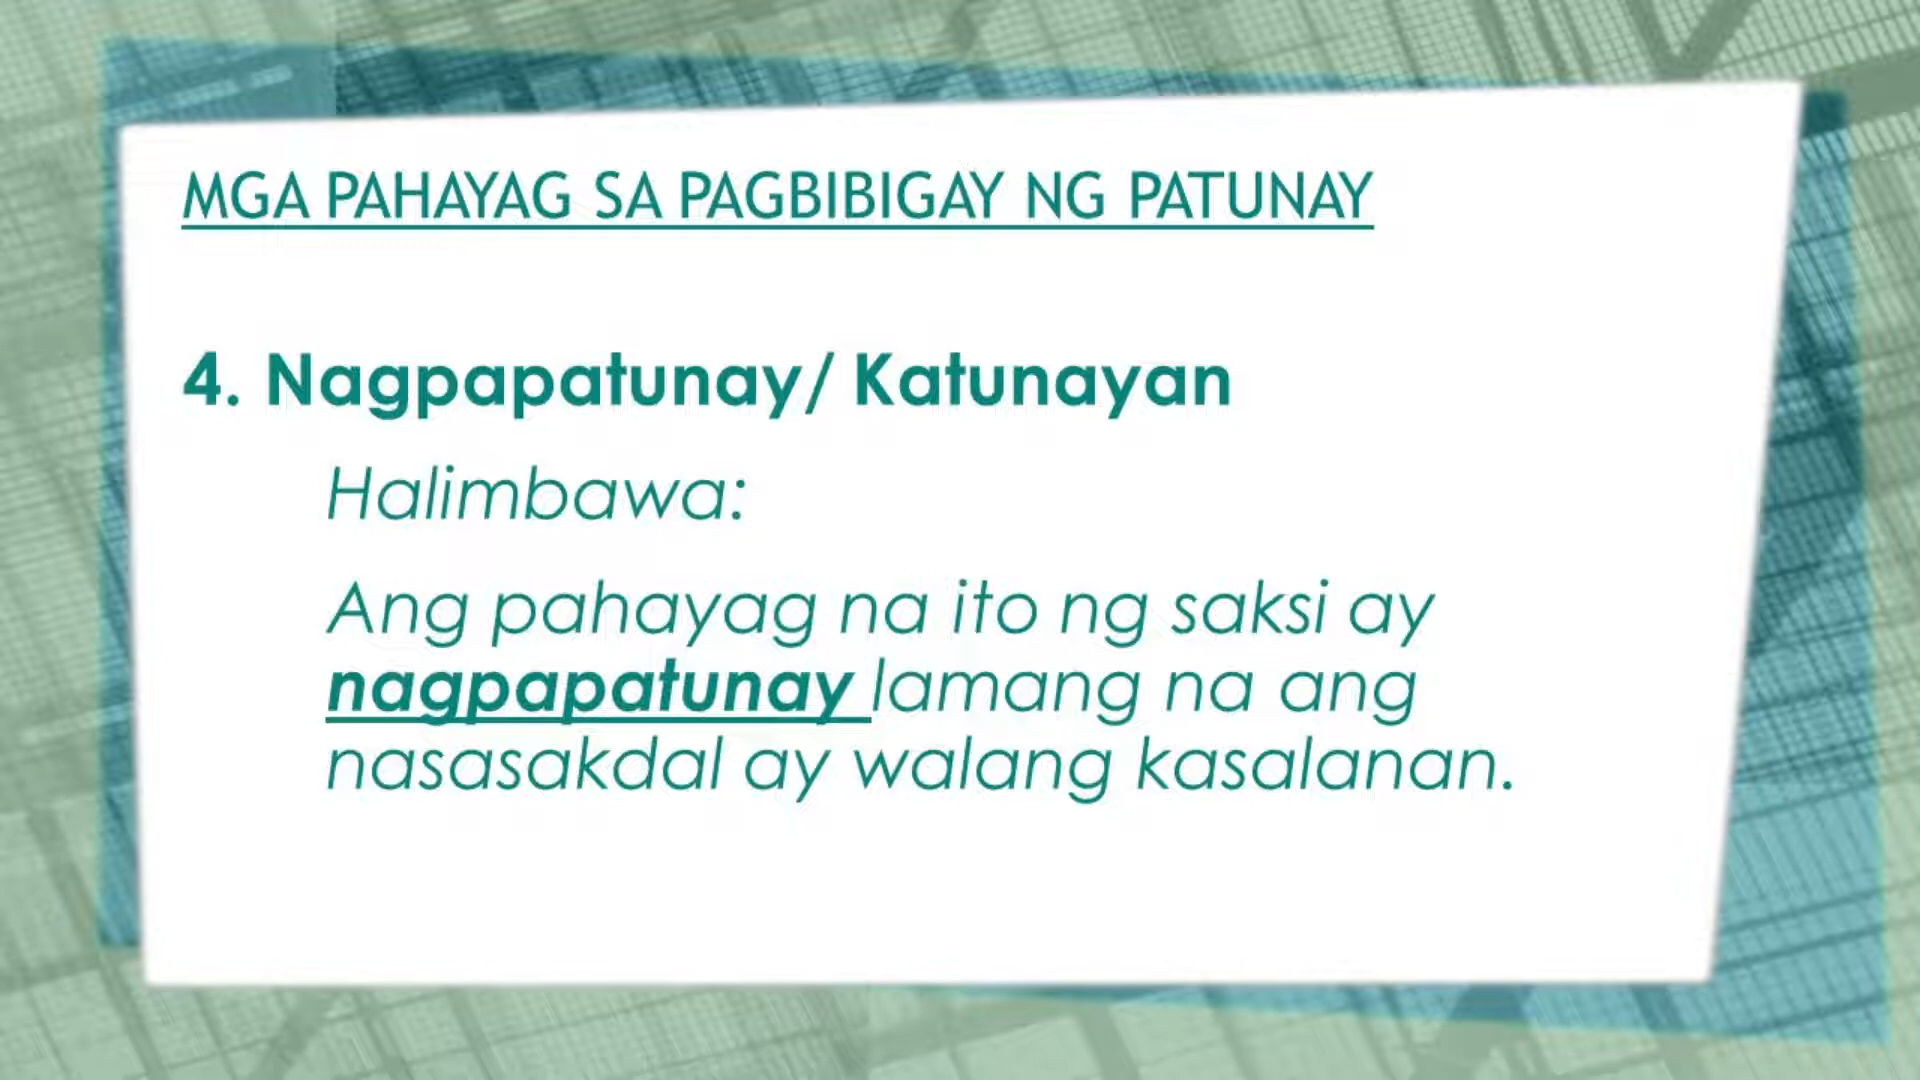 MGA PAHAYAG SA PAGBIBIGAY NG PATUNAY
4. Nagpapatunay/ Katunayan
Halimbawa:
Ang pahayag na ito ng saksi ay
nagpapatunay lamang na ang
nasasakdal ay walang kasalanan.